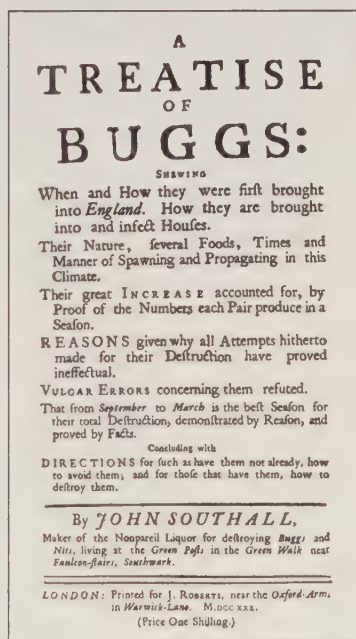 A
TREATISE
OF
BUGGS:
SHEWING
When and How they were firſt brought
into England. How they are brought
into and infect Houſes.
Their Nature, ſeveral Foods, Times and
Manner of Spawning and Propagating in this
Climate.
Their great INCREASE accounted for, by
Proof of the Numbers each Pair produce in a
Seaſon.
REASONS given why all Attempts hitherto
made for their Deſtruction have proved
ineffectual.
VULGAR ERRORS concerning them refuted.
That from September to March is the beſt Seaſon for
their total Deſtruction, demonſtrated by Reaſon, and
proved by Facts.
Concluding with
DIRECTIONS for ſuch as have them not already, how
to avoid them; and for thoſe that have them, how to
deſtroy them.
By JOHN SOUTHALL,
Maker of the Nonpareil Liquor for deſtroying Buggs and
Nits, living at the Green Poſts in the Green Walk near
Faulcon-ſtairs, Southwark.
LONDON: Printed for J. ROBERTS, near the Oxford-Arms,
in Warwick-Lane. M.DCC XXX.
(Price One Shilling.)